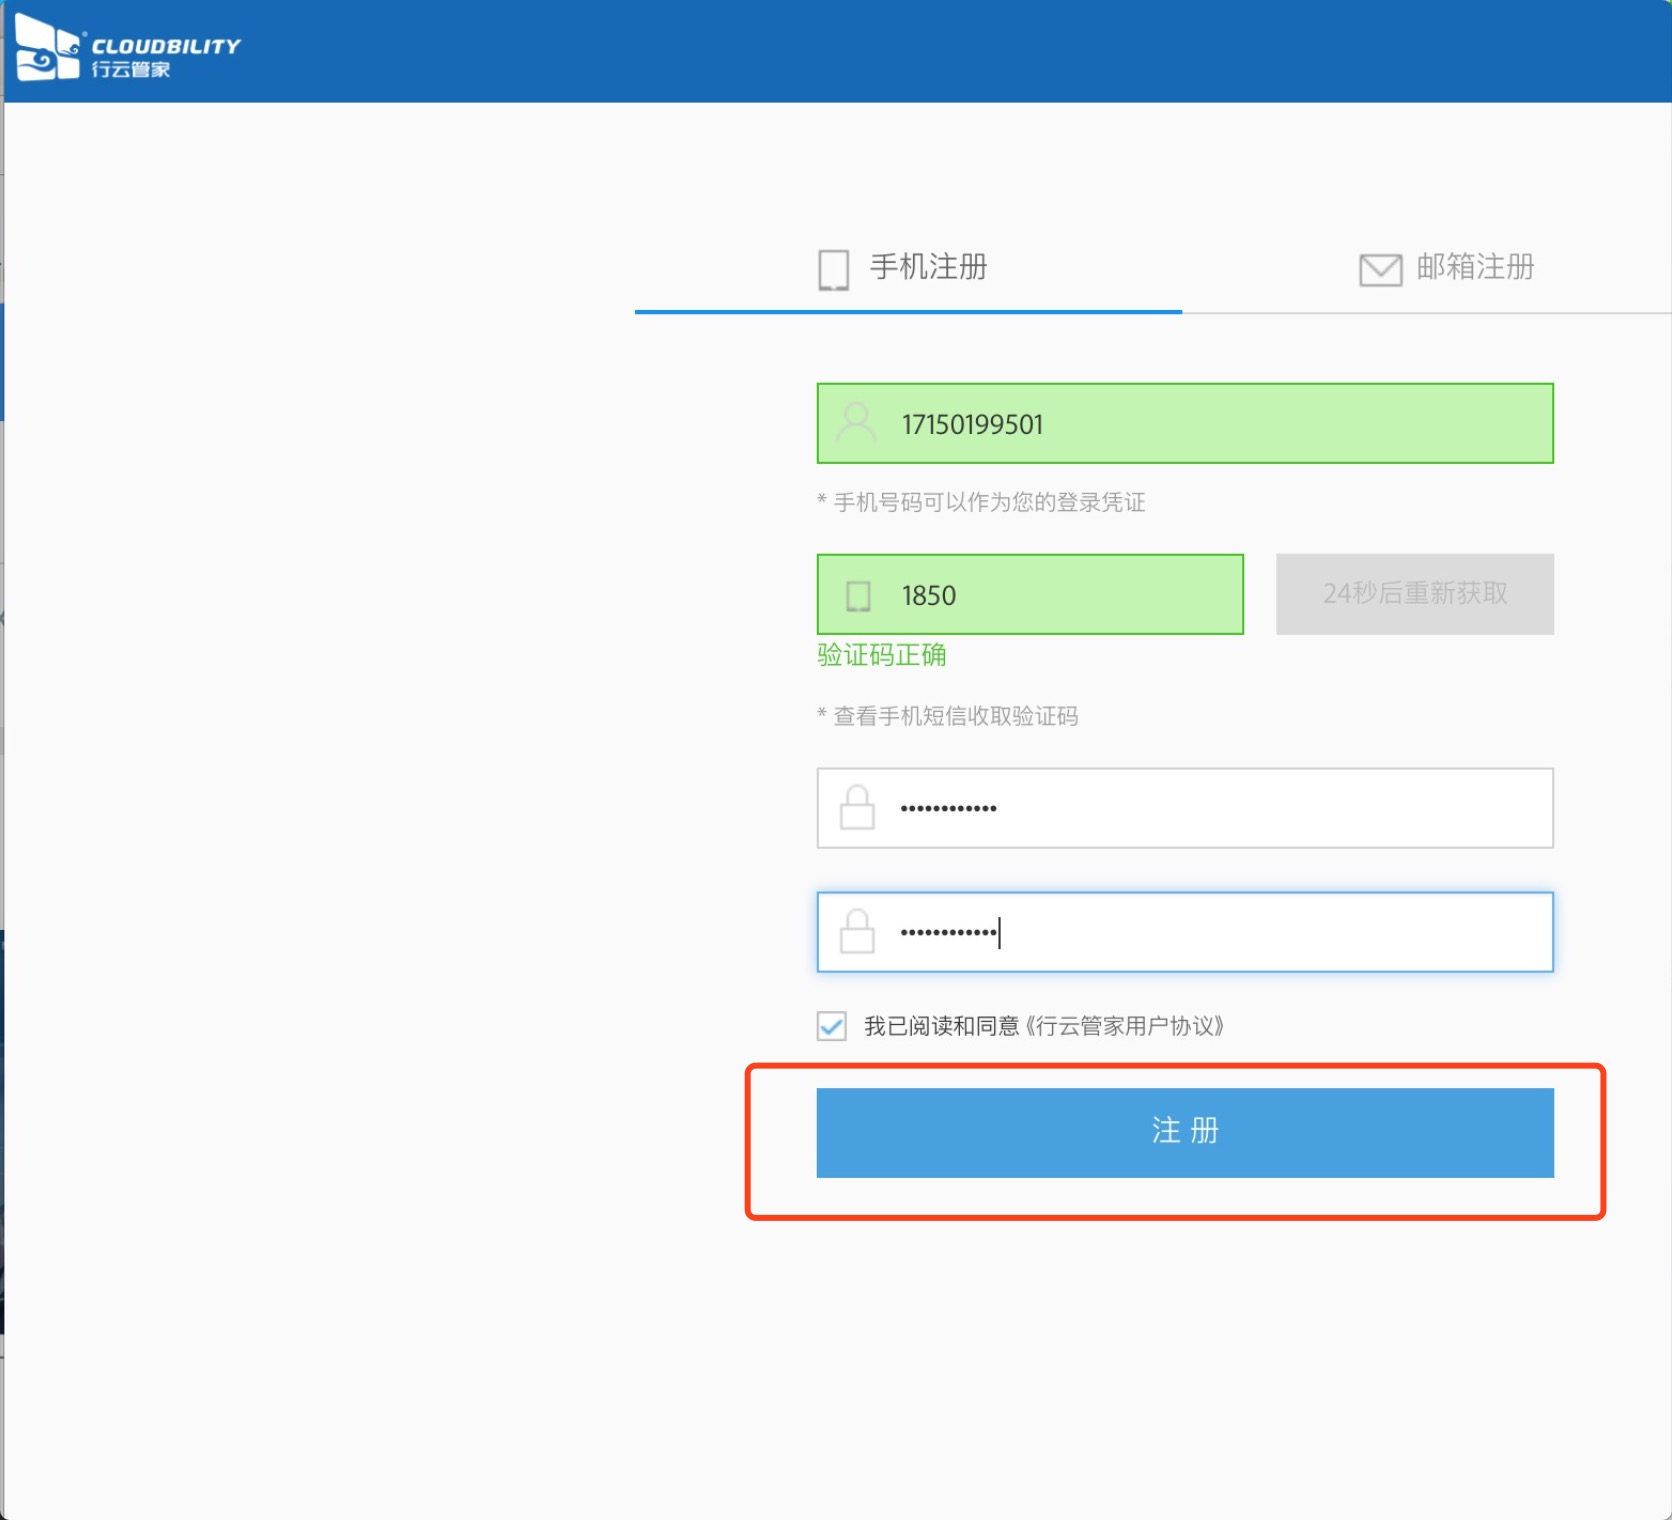 CLOUDBILITY
行云管家
手机注册
邮箱注册
17150199501
* 手机号码可以作为您的登录凭证
1850
24秒后重新获取
验证码正确
* 查看手机短信收取验证码
••••••••••••
••••••••••••
我已阅读和同意《行云管家用户协议》
注 册